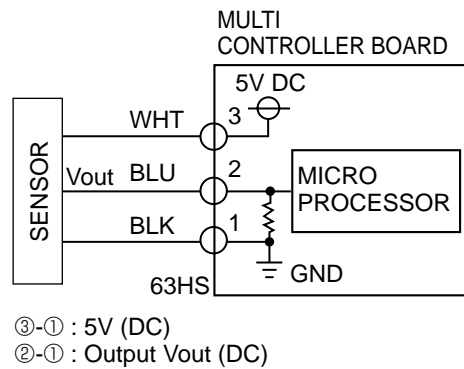 MULTI
CONTROLLER BOARD
5V DC
WHT
3
SENSOR
Vout
BLU
2
MICRO
PROCESSOR
BLK
1
GND
63HS
③-① : 5V (DC)
②-① : Output Vout (DC)